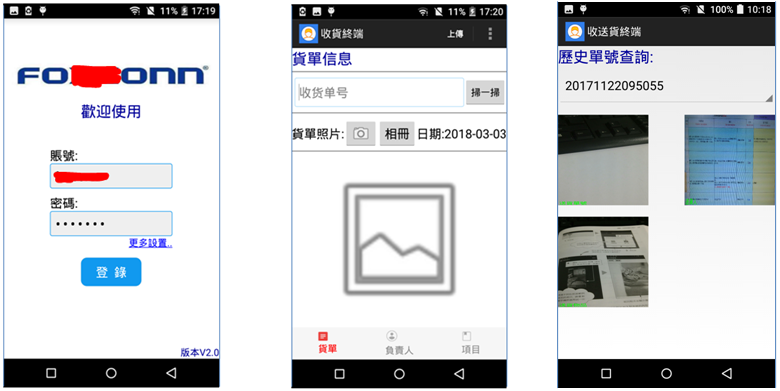 11% 17:19
FO
ONN
歡迎使用
賬號:
密碼:
•••••••
更多設置..
登 錄
版本V2.0
11% 17:20
收貨終端
上傳
貨單信息
收货单号
掃一掃
貨單照片:
相冊
日期:2018-03-03
貨單
負責人
項目
100% 10:18
收送貨終端
歷史單號查詢:
20171122095055